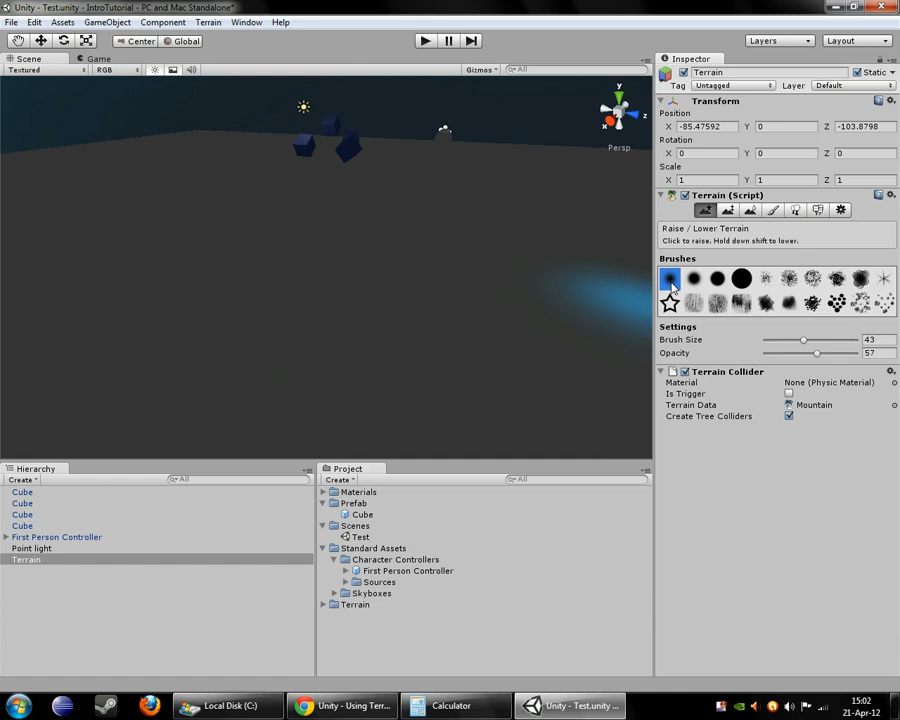 Unity - Test.unity - IntroTutorial - PC and Mac Standalone*
File Edit Assets GameObject Component Terrain Window Help
Center Global Layers Layout
Scene Game
Textured RGB Gizmos All
y
z
x
Persp
Inspector
Terrain Static
Tag Untagged Layer Default
Transform
Position
X -85.47592 Y 0 Z -103.8798
Rotation
X 0 Y 0 Z 0
Scale
X 1 Y 1 Z 1
Terrain (Script)
Raise / Lower Terrain
Click to raise. Hold down shift to lower.
Brushes
Settings
Brush Size 43
Opacity 57
Terrain Collider
Material None (Physic Material)
Is Trigger
Terrain Data Mountain
Create Tree Colliders
Hierarchy
Create All
Cube
Cube
Cube
Cube
First Person Controller
Point light
Terrain
Project
Create All
Materials
Prefab
Cube
Scenes
Test
Standard Assets
Character Controllers
First Person Controller
Sources
Skyboxes
Terrain
Local Disk (C:) Unity - Using Terr... Calculator Unity - Test.unity ...
15:02
21-Apr-12